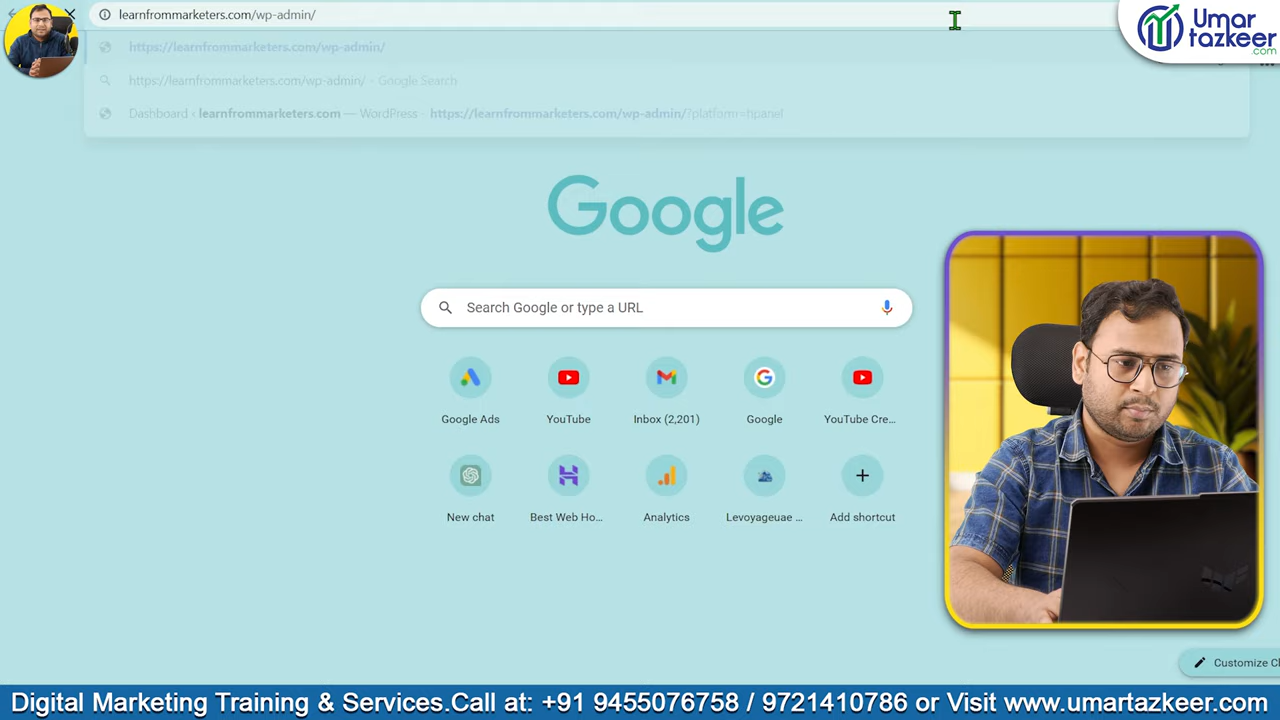 learnfrommarketers.com/wp-admin/
Umar
tazkeer
.com
https://learnfrommarketers.com/wp-admin/
https://learnfrommarketers.com/wp-admin/ - Google Search
Dashboard ‹ learnfrommarketers.com — WordPress - https://learnfrommarketers.com/wp-admin/?platform=hpanel
Google
Search Google or type a URL
Google Ads
YouTube
Inbox (2,201)
Google
YouTube Cre...
New chat
Best Web Ho...
Analytics
Levoyageuae ...
Add shortcut
Customize Cl
Digital Marketing Training & Services.Call at: +91 9455076758 / 9721410786 or Visit www.umartazkeer.com